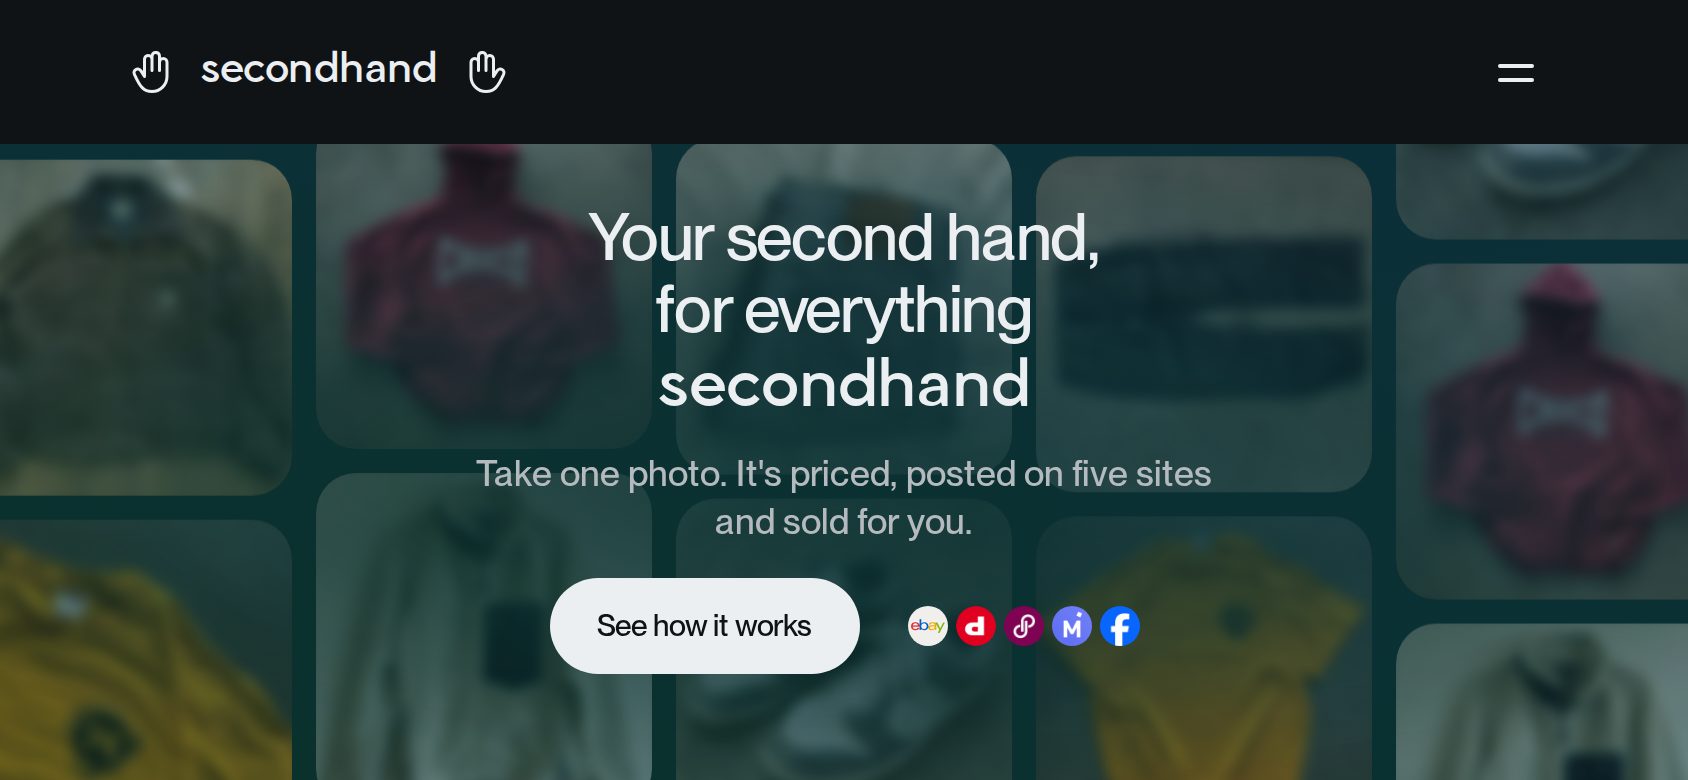 secondhand
Your second hand,
for everything
secondhand
Take one photo. It's priced, posted on five sites
and sold for you.
See how it works
ebay
d
M
f